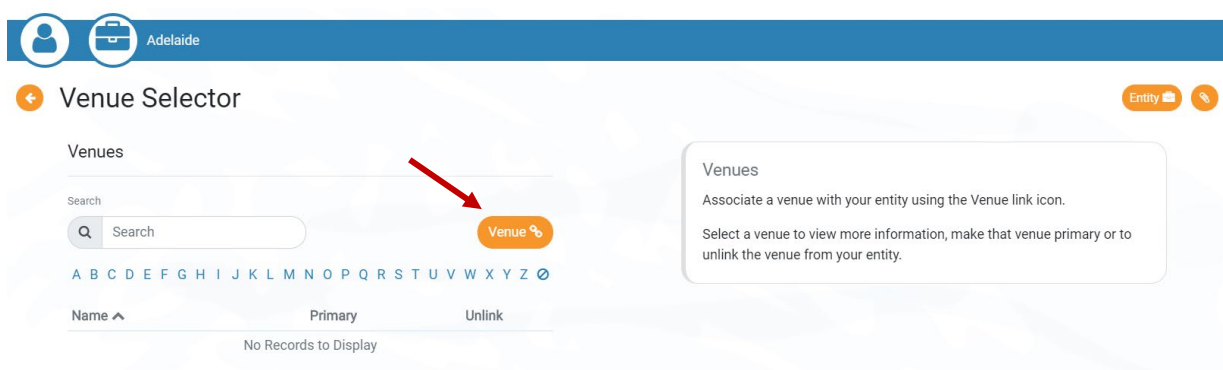 Adelaide
Venue Selector
Entity
Venues
Search
Search
Venue
A B C D E F G H I J K L M N O P Q R S T U V W X Y Z
Name Primary Unlink
No Records to Display
Venues
Associate a venue with your entity using the Venue link icon.
Select a venue to view more information, make that venue primary or to
unlink the venue from your entity.